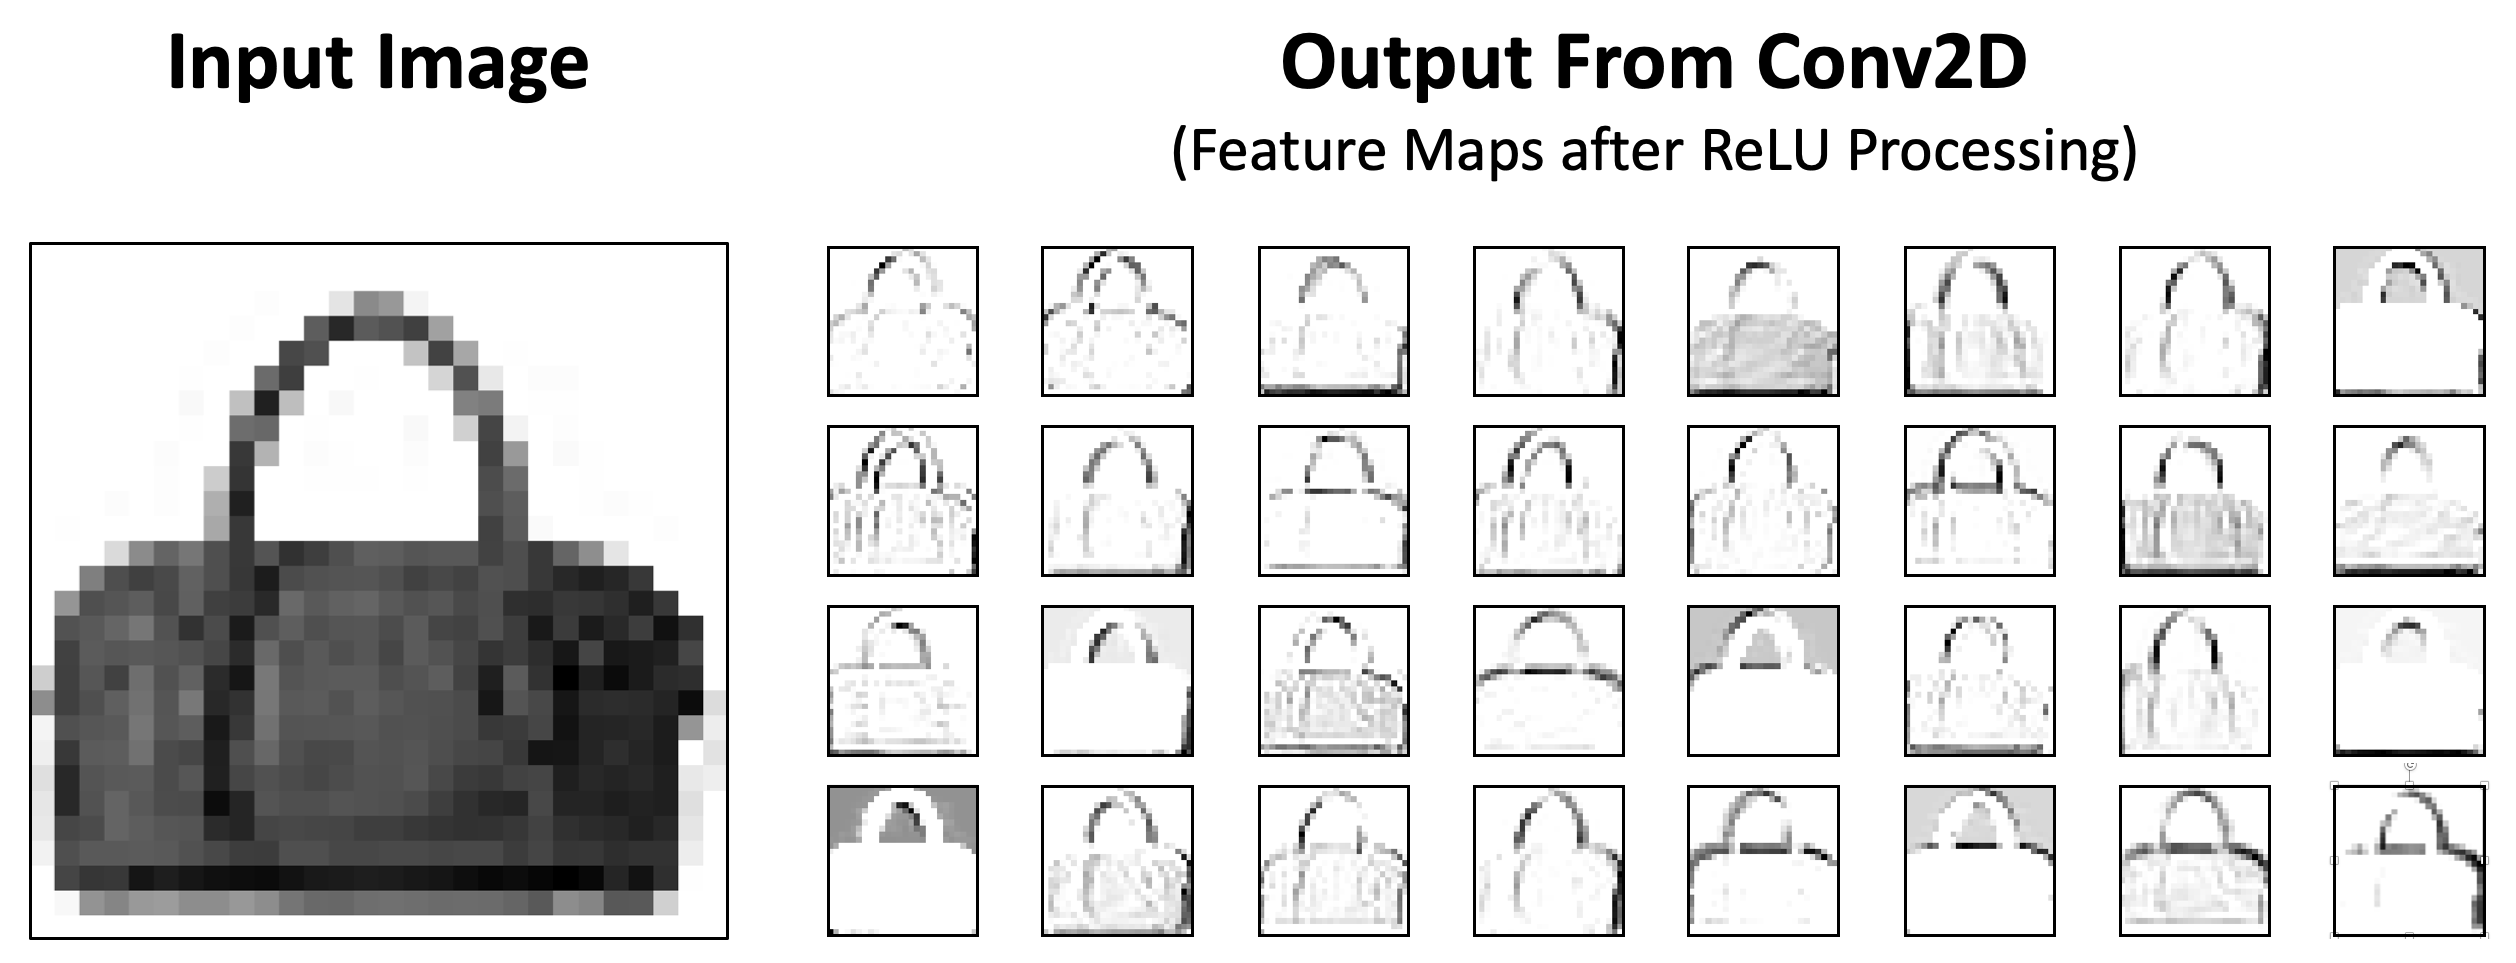 Input Image
Output From Conv2D
(Feature Maps after ReLU Processing)